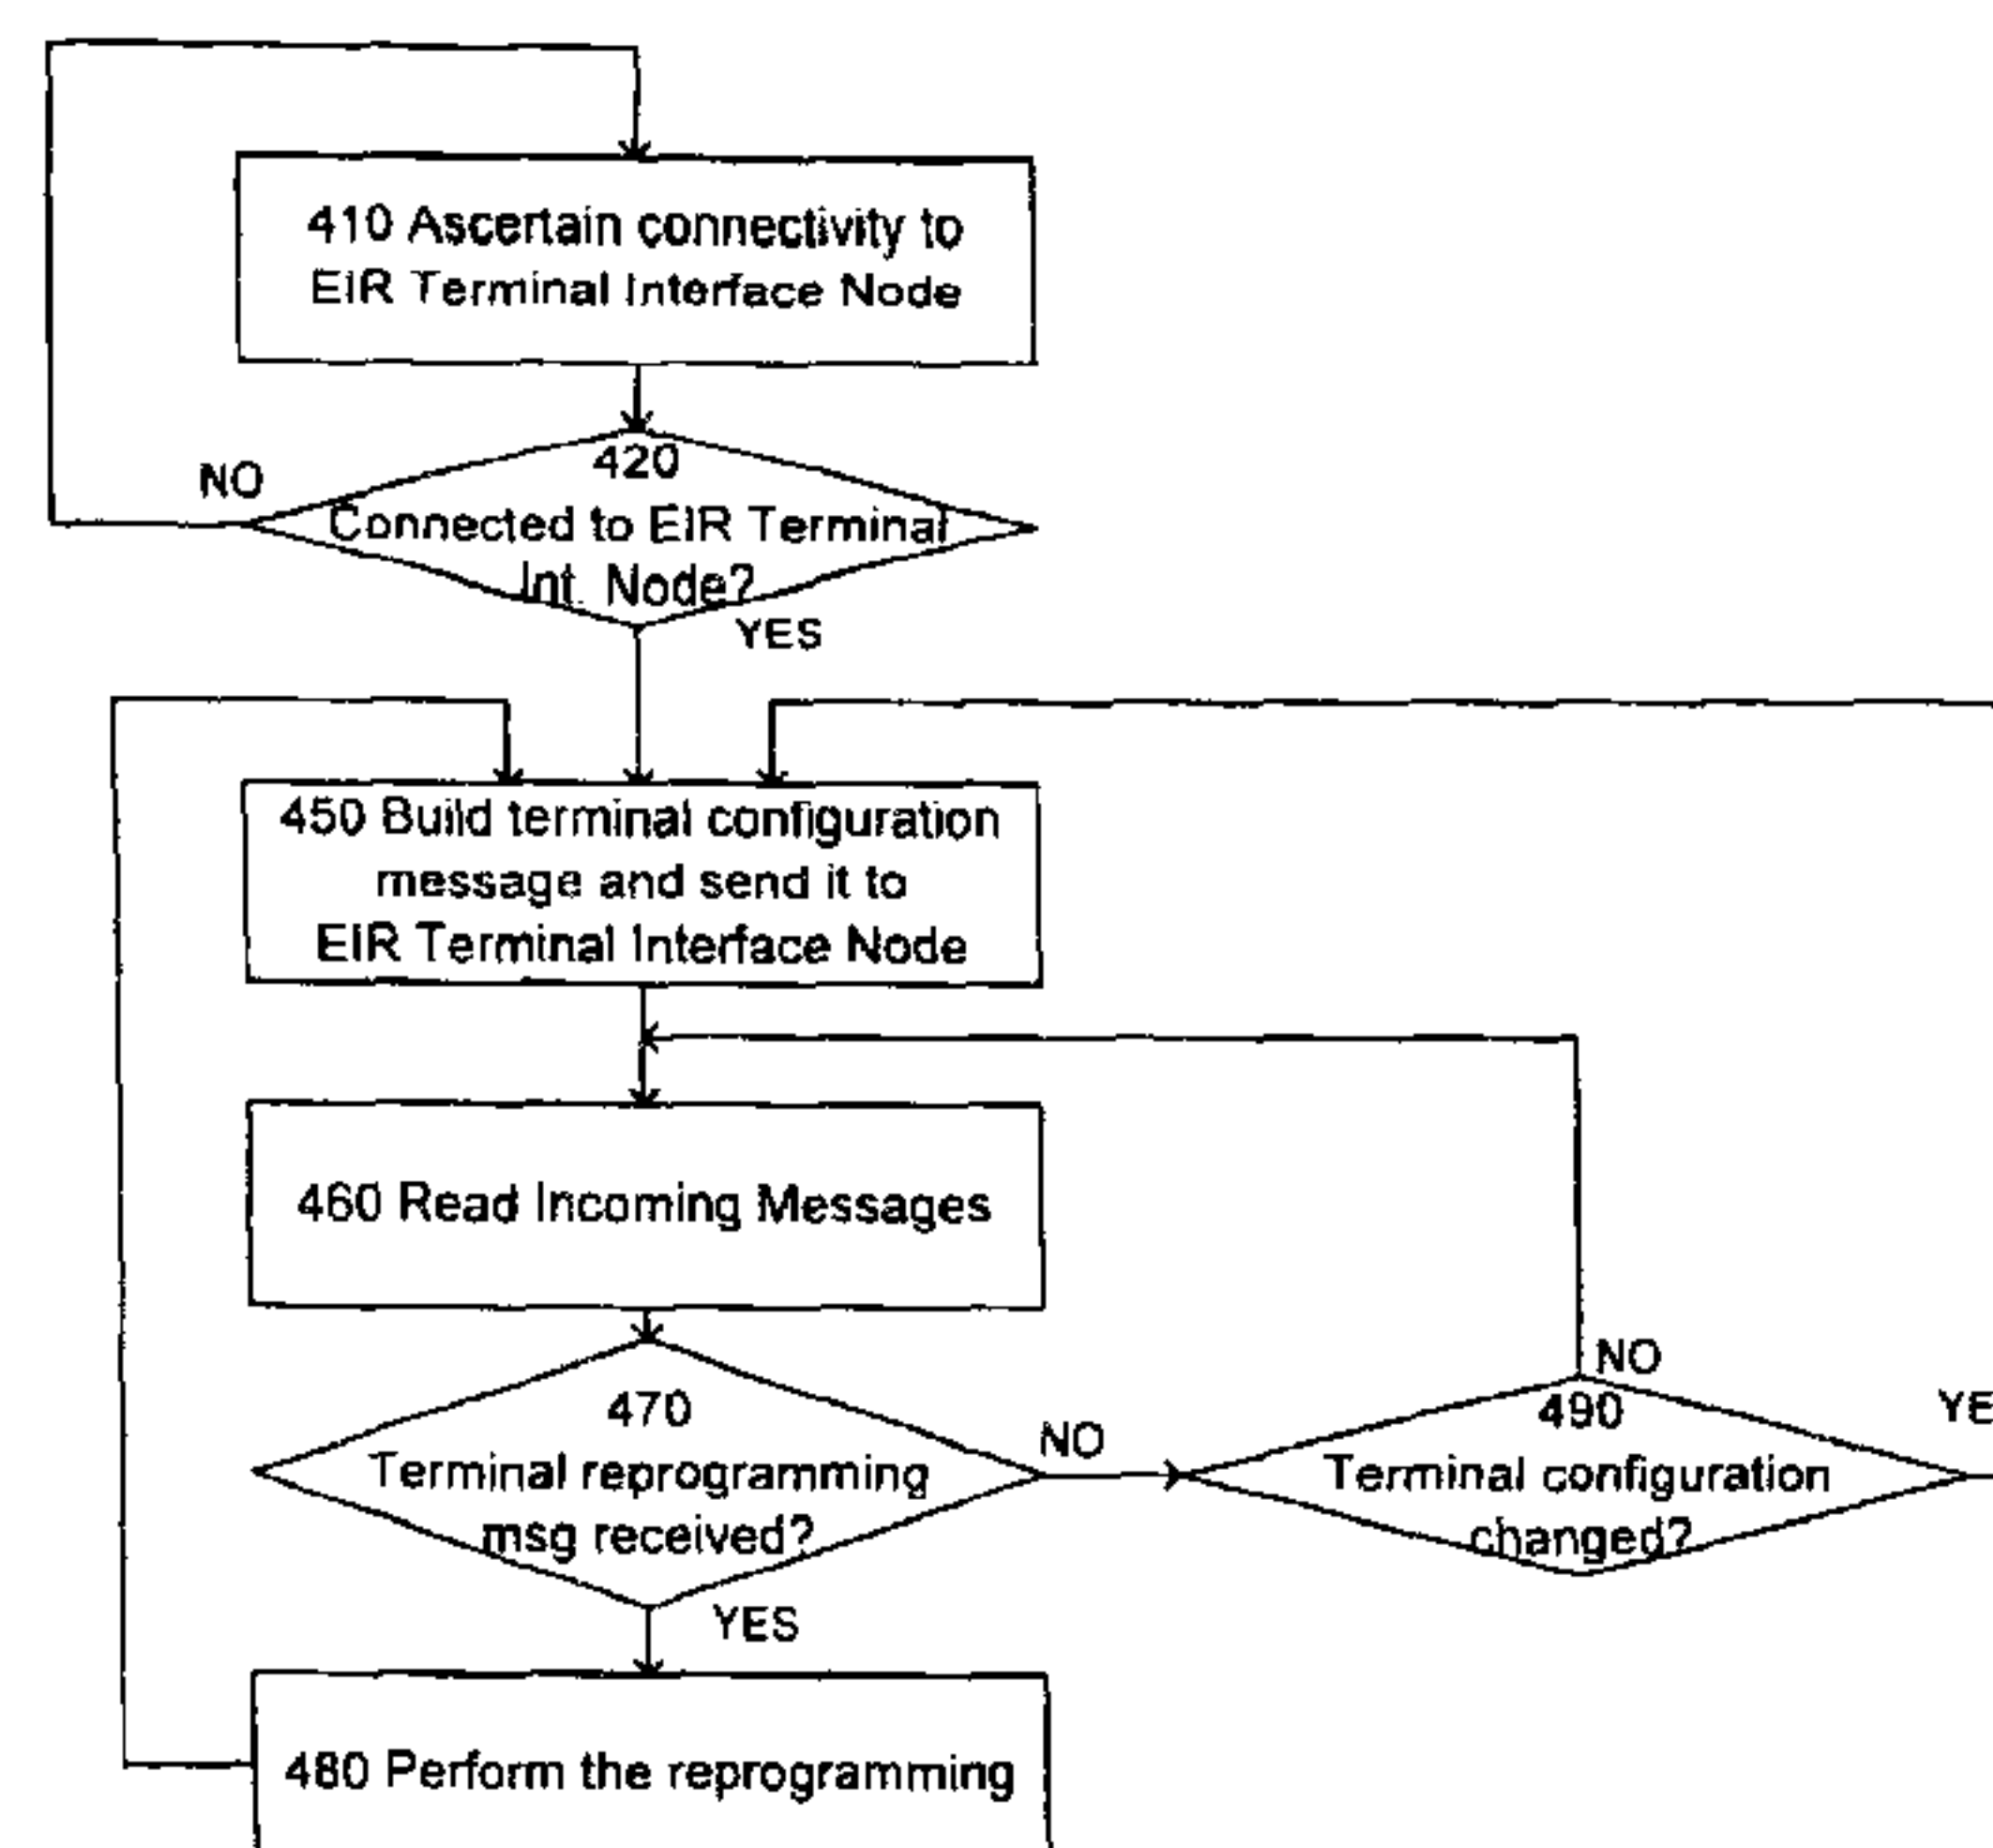 410 Ascertain connectivity to
EIR Terminal Interface Node
420
NO
Connected to EIR Terminal
Int. Node?
YES
450 Build terminal configuration
message and send it to
EIR Terminal Interface Node
460 Read Incoming Messages
470
Terminal reprogramming
msg received?
NO
NO
490
YE
Terminal configuration
changed?
YES
480 Perform the reprogramming